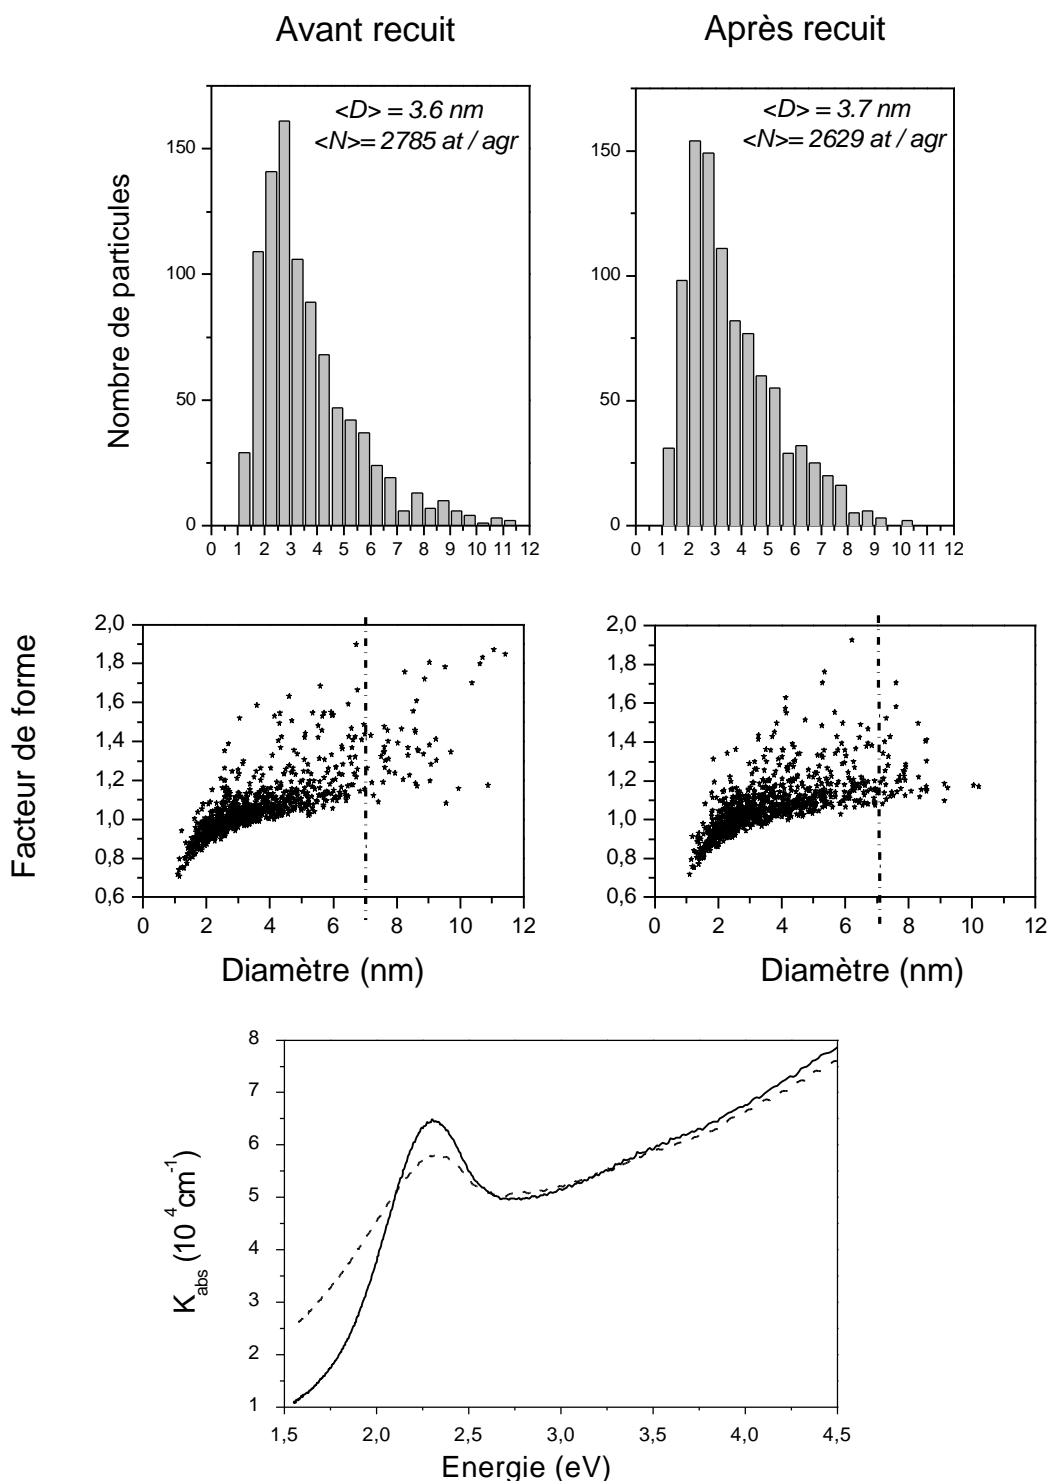 Avant recuit
Après recuit
<D> = 3.6 nm
<N>= 2785 at / agr
<D> = 3.7 nm
<N>= 2629 at / agr
Nombre de particules
150
100
50
0
0 1 2 3 4 5 6 7 8 9 10 11 12
150
100
50
0
0 1 2 3 4 5 6 7 8 9 10 11 12
Facteur de forme
2,0
1,8
1,6
1,4
1,2
1,0
0,8
0,6
0 2 4 6 8 10 12
Diamètre (nm)
2,0
1,8
1,6
1,4
1,2
1,0
0,8
0,6
0 2 4 6 8 10 12
Diamètre (nm)
K_abs (10^4 cm^-1)
8
7
6
5
4
3
2
1
1,5 2,0 2,5 3,0 3,5 4,0 4,5
Energie (eV)